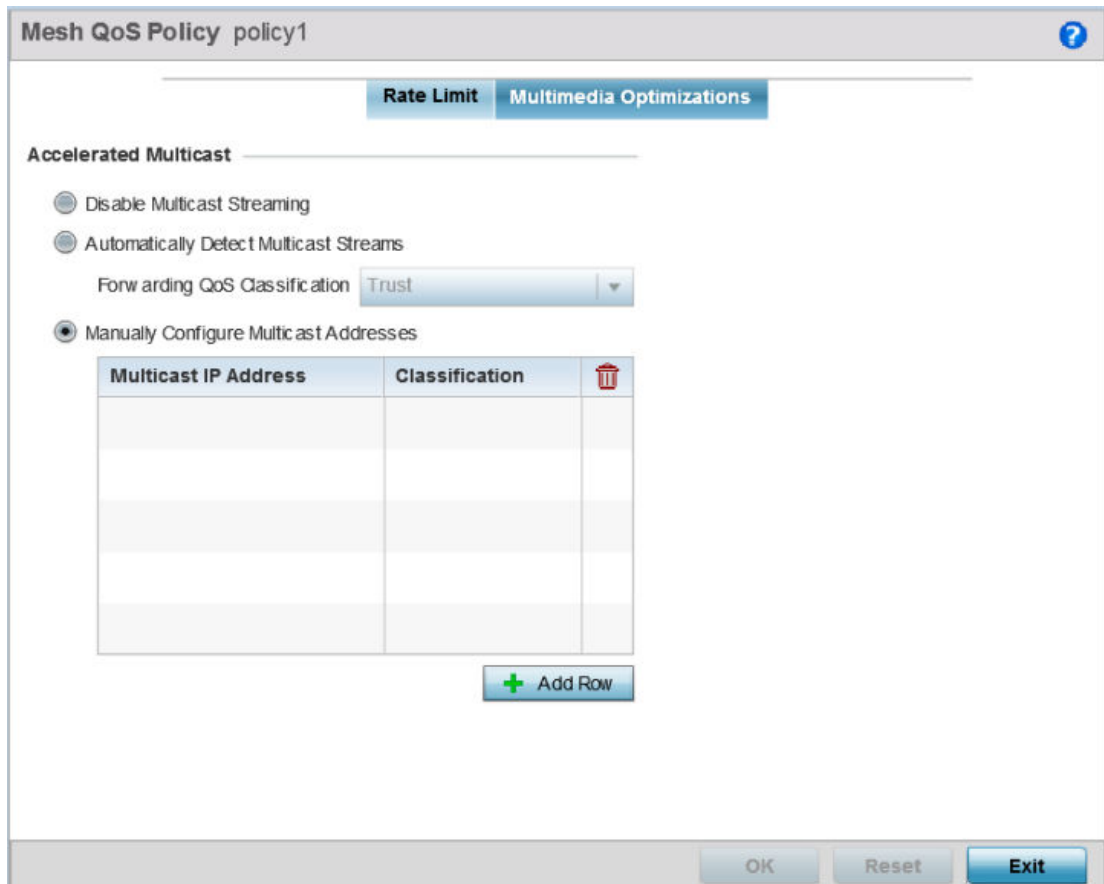 Mesh QoS Policy policy1
?
Rate Limit Multimedia Optimizations
Accelerated Multicast
Disable Multicast Streaming
Automatically Detect Multicast Streams
Forwarding QoS Classification Trust
Manually Configure Multicast Addresses
Multicast IP Address Classification
Add Row
OK Reset Exit